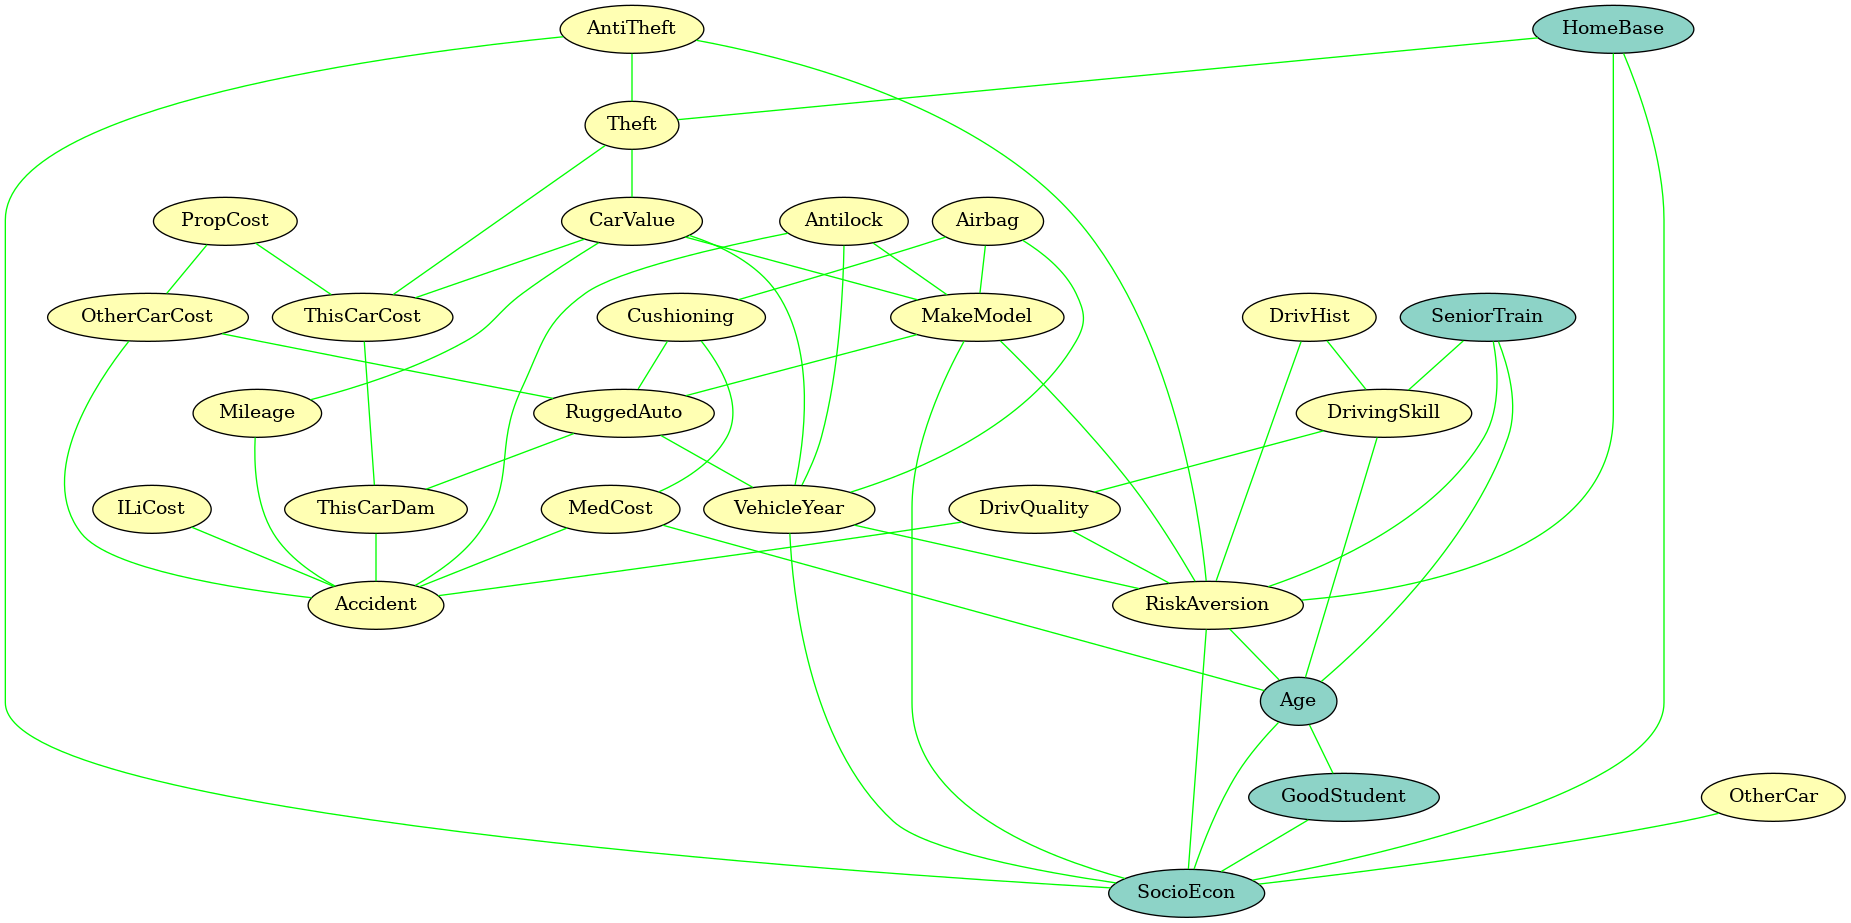 AntiTheft
HomeBase
Theft
PropCost
CarValue
Antilock
Airbag
OtherCarCost
ThisCarCost
Cushioning
MakeModel
DrivHist
SeniorTrain
Mileage
RuggedAuto
DrivingSkill
ILiCost
ThisCarDam
MedCost
VehicleYear
DrivQuality
Accident
RiskAversion
Age
GoodStudent
OtherCar
SocioEcon